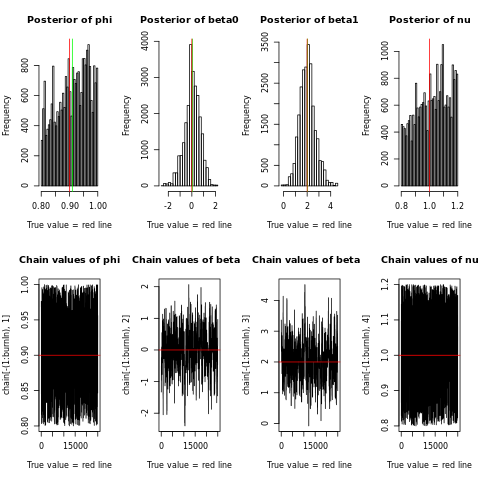 Posterior of phi
Posterior of beta0
Posterior of beta1
Posterior of nu
Frequency
0 200 400 600 800
0.80 0.90 1.00
True value = red line
Frequency
0 1000 2000 3000 4000
-2 0 2
True value = red line
Frequency
0 500 1500 2500 3500
0 2 4
True value = red line
Frequency
0 200 400 600 800 1000
0.8 1.0 1.2
True value = red line
Chain values of phi
Chain values of beta
Chain values of beta
Chain values of nu
chain[-(1:burnIn), 1]
0.80 0.85 0.90 0.95 1.00
0 15000
True value = red line
chain[-(1:burnIn), 2]
-2 -1 0 1 2
0 15000
True value = red line
chain[-(1:burnIn), 3]
0 1 2 3 4
0 15000
True value = red line
chain[-(1:burnIn), 4]
0.8 0.9 1.0 1.1 1.2
0 15000
True value = red line